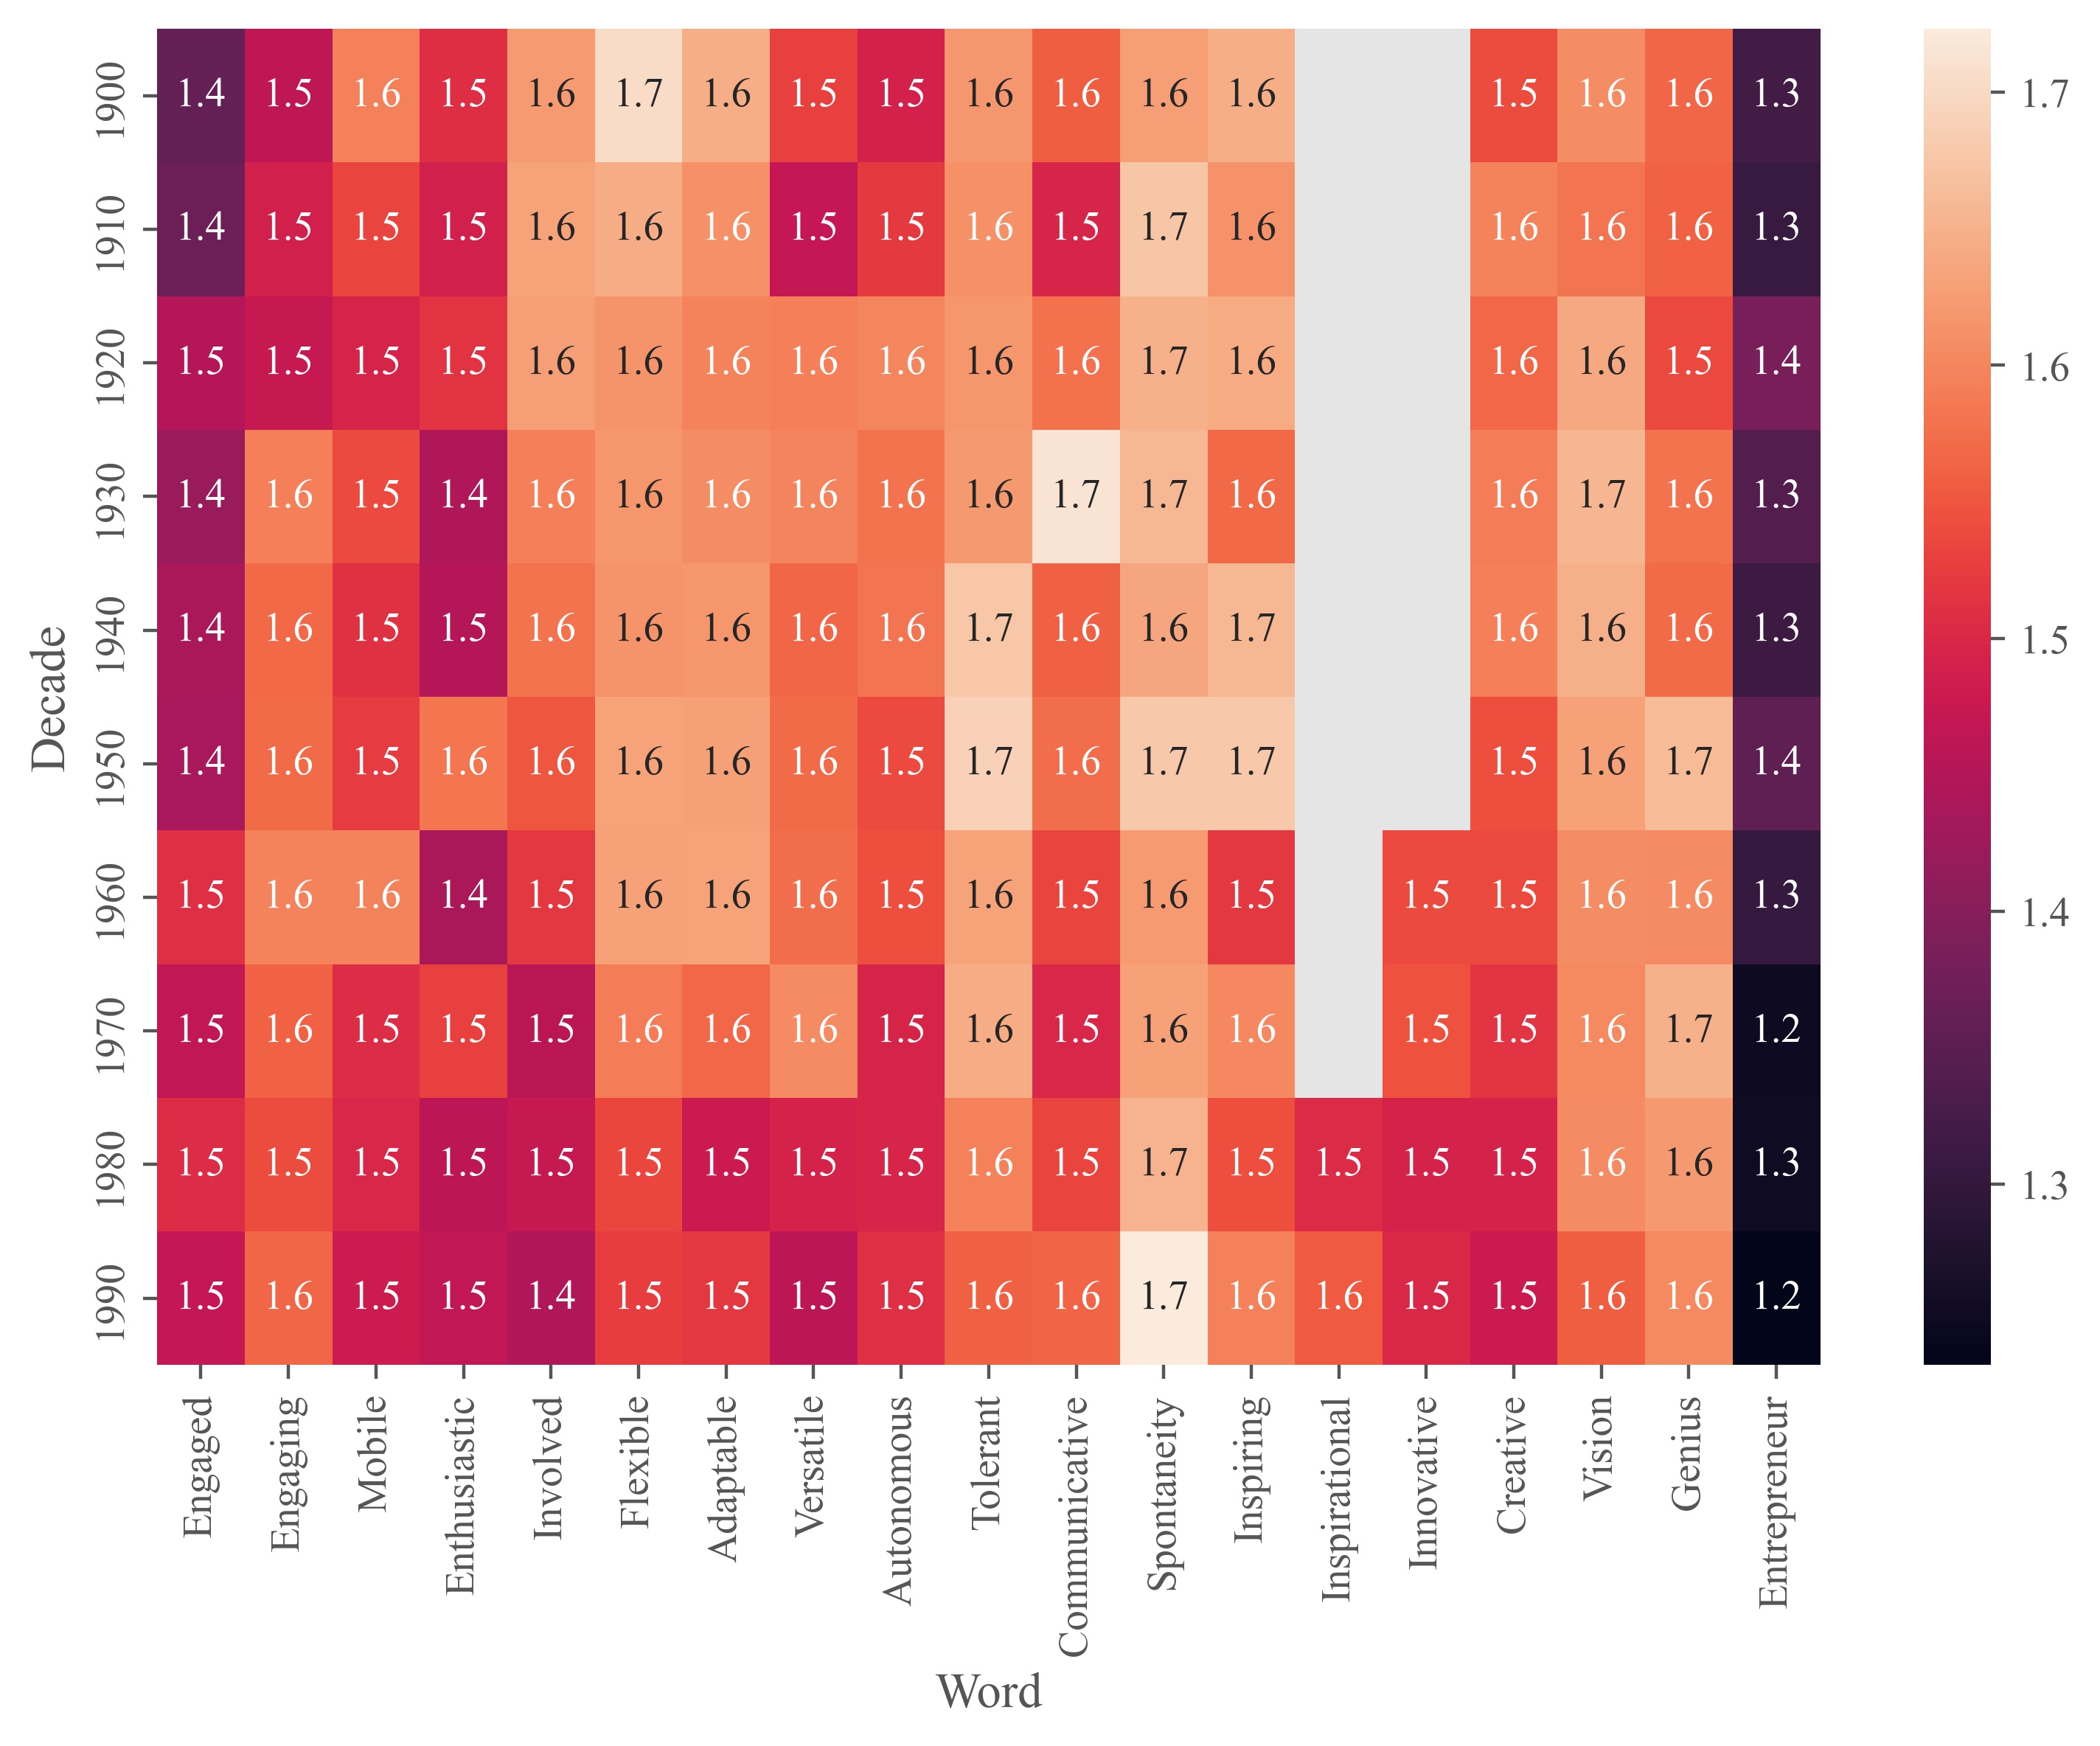 1900 1.4 1.5 1.6 1.5 1.6 1.7 1.6 1.5 1.5 1.6 1.6 1.6 1.6 1.5 1.6 1.6 1.3
1910 1.4 1.5 1.5 1.5 1.6 1.6 1.6 1.5 1.5 1.6 1.5 1.7 1.6 1.6 1.6 1.6 1.3
1920 1.5 1.5 1.5 1.5 1.6 1.6 1.6 1.6 1.6 1.6 1.6 1.7 1.6 1.6 1.6 1.5 1.4
1930 1.4 1.6 1.5 1.4 1.6 1.6 1.6 1.6 1.6 1.6 1.7 1.7 1.6 1.6 1.7 1.6 1.3
1940 1.4 1.6 1.5 1.5 1.6 1.6 1.6 1.6 1.6 1.7 1.6 1.6 1.7 1.6 1.6 1.6 1.3
1950 1.4 1.6 1.5 1.6 1.6 1.6 1.6 1.6 1.5 1.7 1.6 1.7 1.7 1.5 1.6 1.7 1.4
1960 1.5 1.6 1.6 1.4 1.5 1.6 1.6 1.6 1.5 1.6 1.5 1.6 1.5 1.5 1.5 1.6 1.6 1.3
1970 1.5 1.6 1.5 1.5 1.5 1.6 1.6 1.6 1.5 1.6 1.5 1.6 1.6 1.5 1.5 1.6 1.7 1.2
1980 1.5 1.5 1.5 1.5 1.5 1.5 1.5 1.5 1.5 1.6 1.5 1.7 1.5 1.5 1.5 1.5 1.6 1.6 1.3
1990 1.5 1.6 1.5 1.5 1.4 1.5 1.5 1.5 1.5 1.6 1.6 1.7 1.6 1.6 1.5 1.5 1.6 1.6 1.2
Decade
Engaged
Engaging
Mobile
Enthusiastic
Involved
Flexible
Adaptable
Versatile
Autonomous
Tolerant
Communicative
Spontaneity
Inspiring
Inspirational
Innovative
Creative
Vision
Genius
Entrepreneur
Word
1.7
1.6
1.5
1.4
1.3